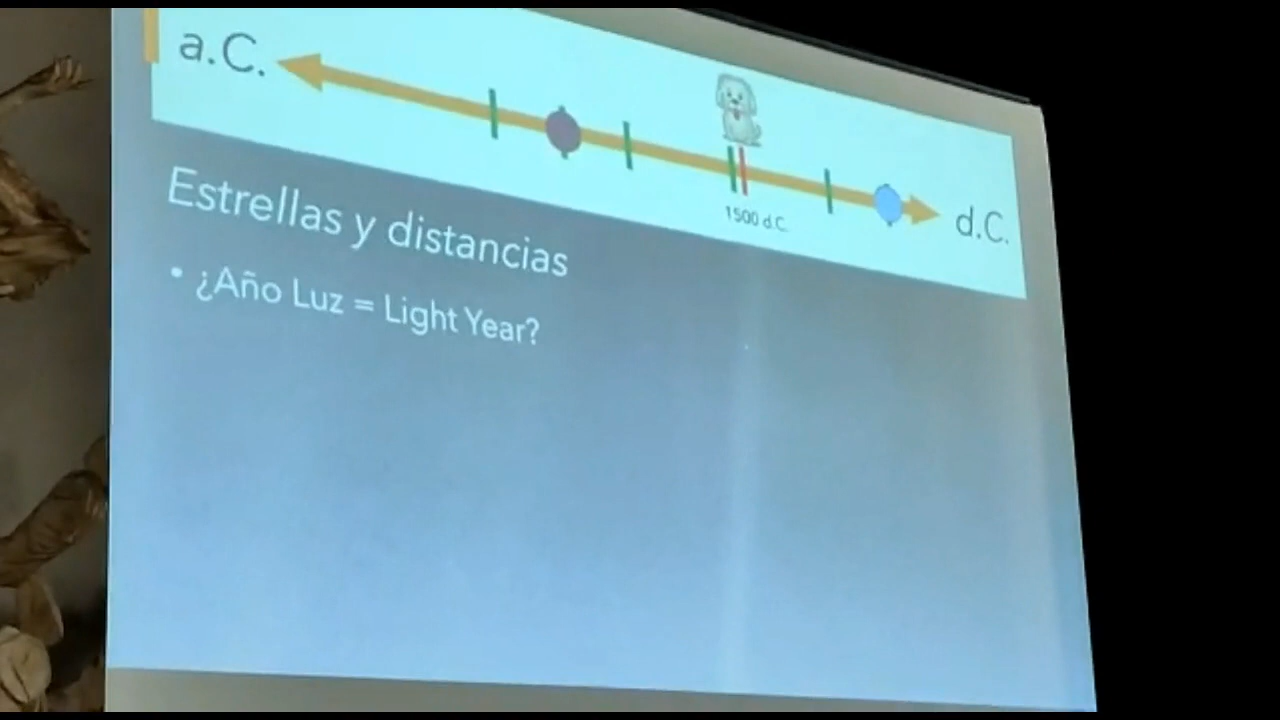 a.C.
1500 d.C.
d.C.
Estrellas y distancias
• ¿Año Luz = Light Year?